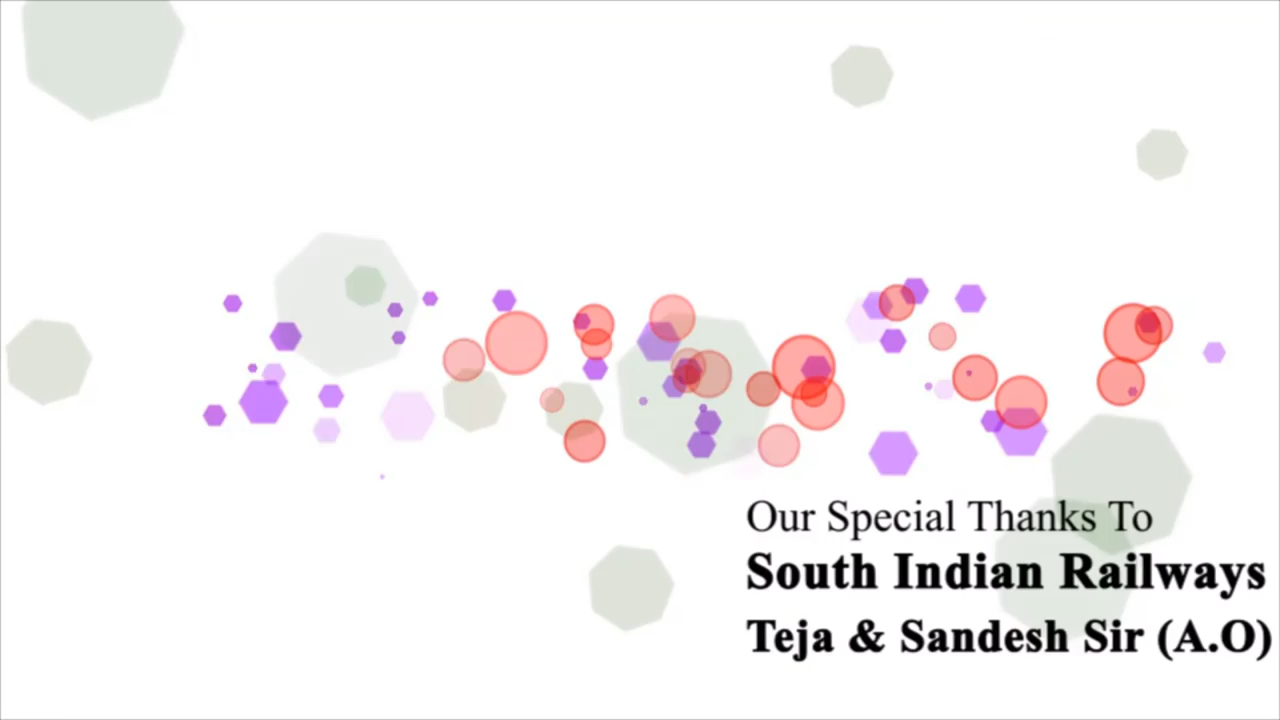 Our Special Thanks To
South Indian Railways
Teja & Sandesh Sir (A.O)